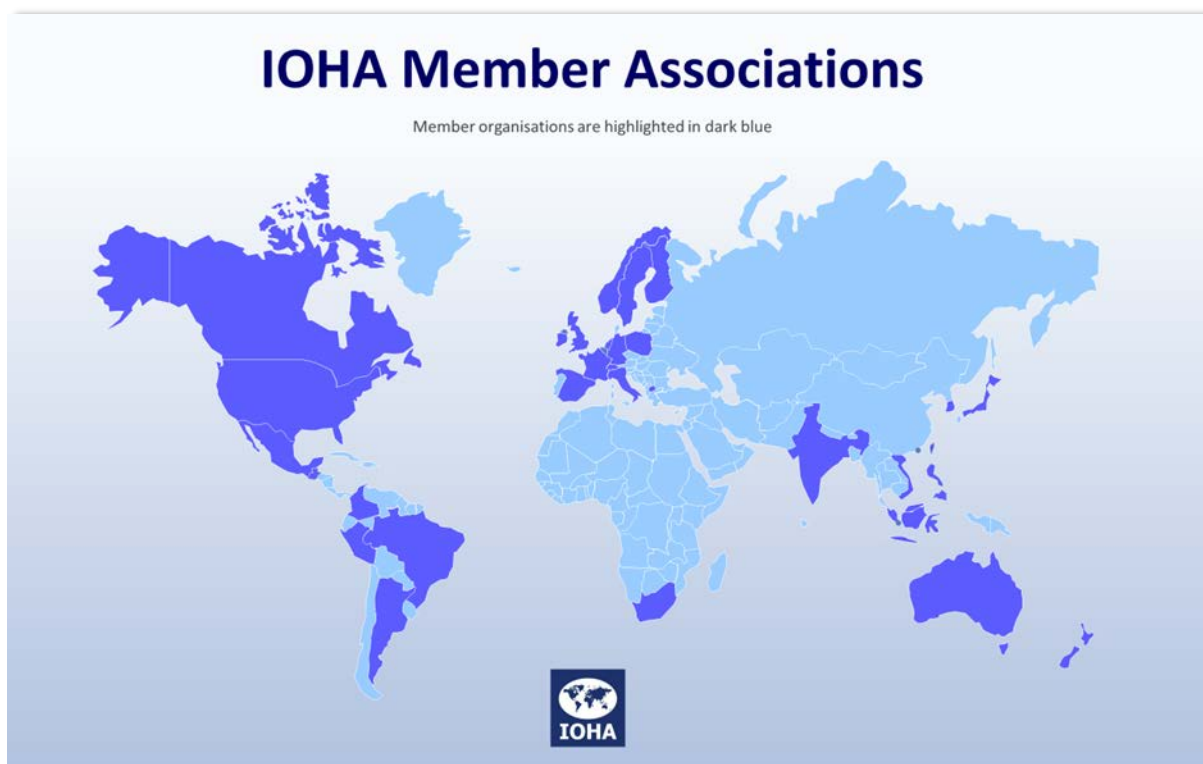 IOHA Member Associations
Member organisations are highlighted in dark blue
IOHA